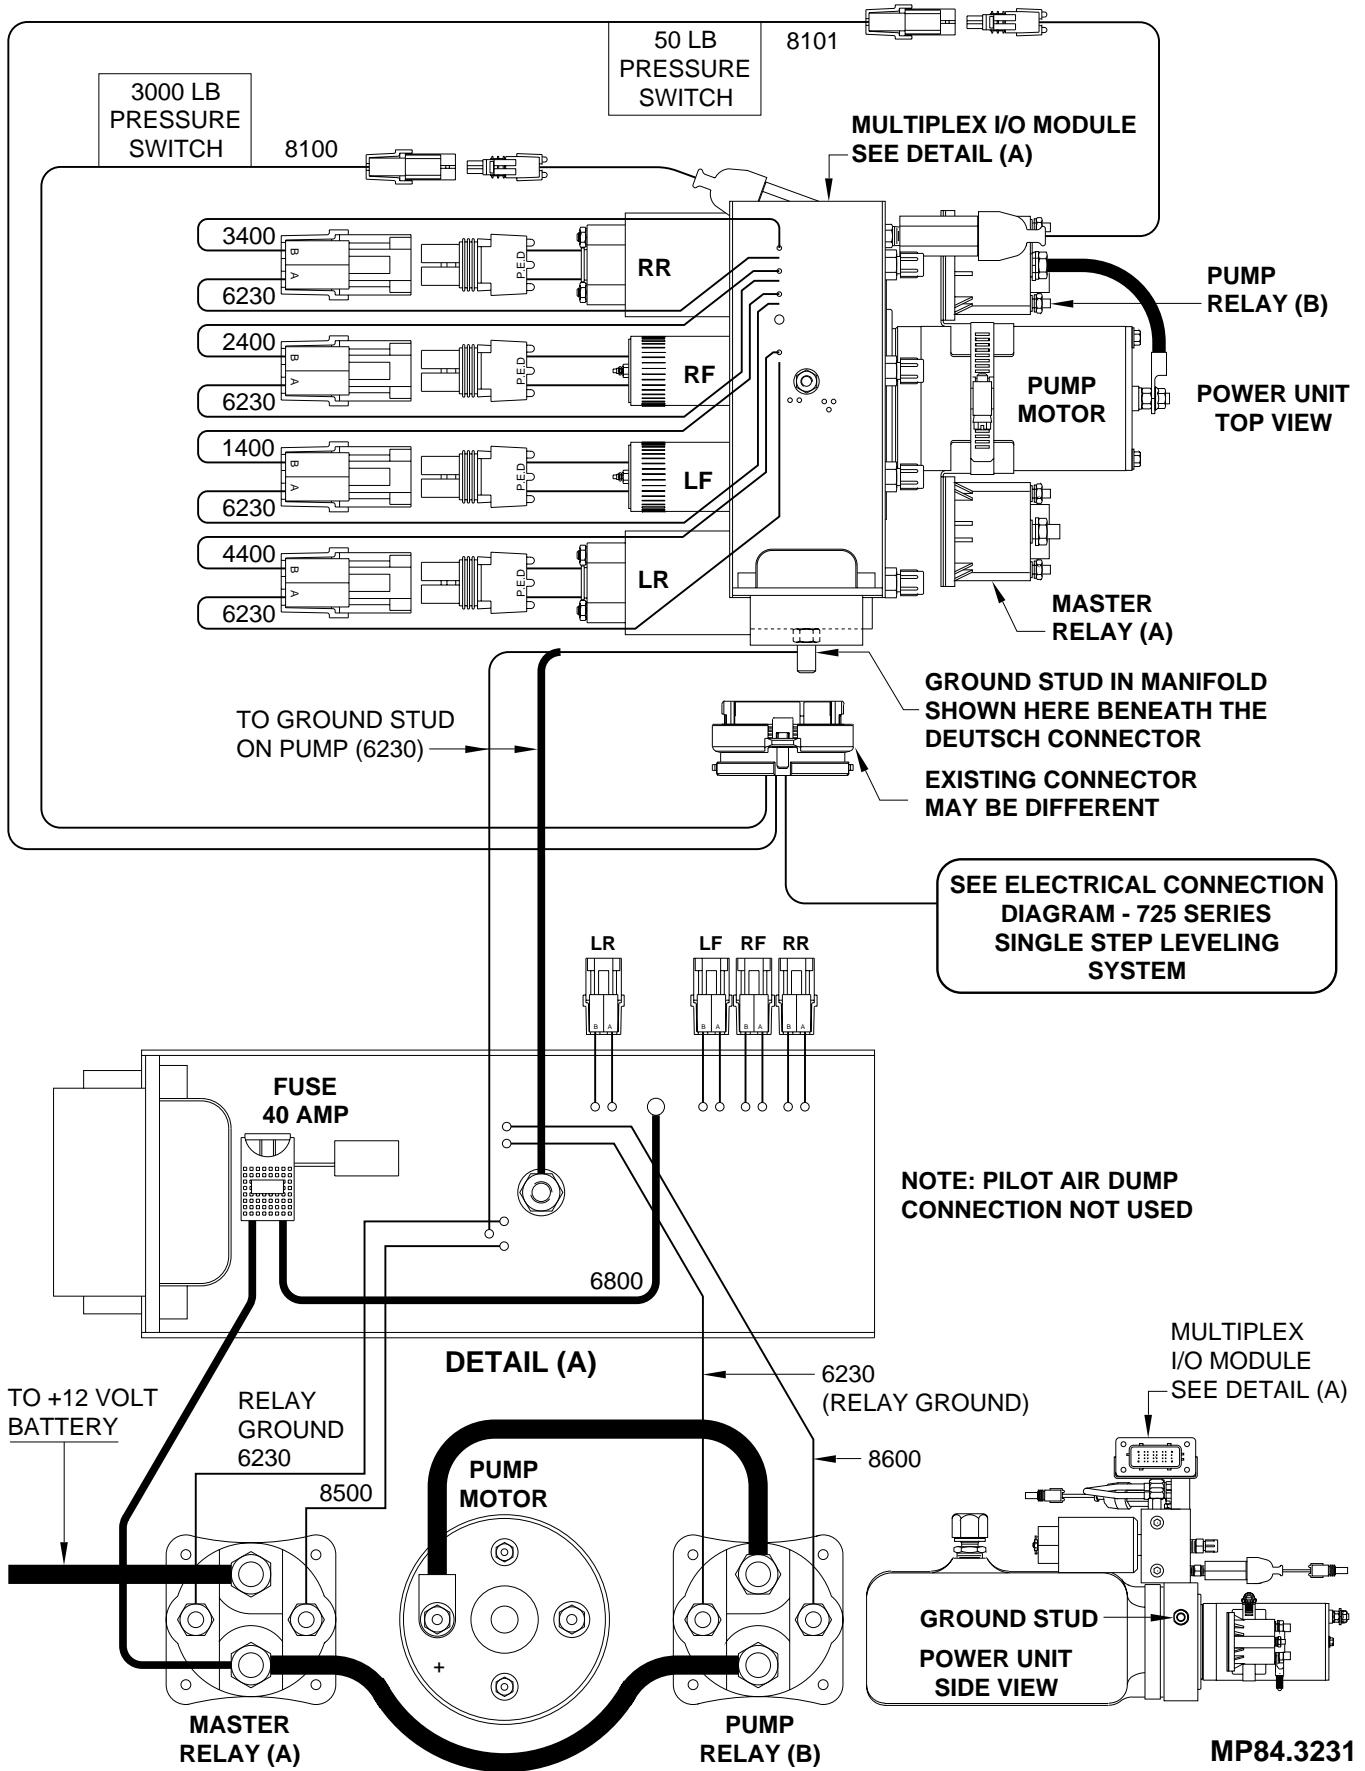 50 LB
PRESSURE
SWITCH
8101
3000 LB
PRESSURE
SWITCH
8100
MULTIPLEX I/O MODULE
SEE DETAIL (A)
3400
B
A
6230
P.E.D.
RR
PUMP
RELAY (B)
2400
B
A
6230
P.E.D.
RF
PUMP
MOTOR
POWER UNIT
TOP VIEW
1400
B
A
6230
P.E.D.
LF
4400
B
A
6230
P.E.D.
LR
MASTER
RELAY (A)
GROUND STUD IN MANIFOLD
SHOWN HERE BENEATH THE
DEUTSCH CONNECTOR
TO GROUND STUD
ON PUMP (6230)
EXISTING CONNECTOR
MAY BE DIFFERENT
SEE ELECTRICAL CONNECTION
DIAGRAM - 725 SERIES
SINGLE STEP LEVELING
SYSTEM
LR
LF
RF
RR
B A
B A
B A
B A
FUSE
40 AMP
NOTE: PILOT AIR DUMP
CONNECTION NOT USED
6800
DETAIL (A)
MULTIPLEX
I/O MODULE
SEE DETAIL (A)
TO +12 VOLT
BATTERY
RELAY
GROUND
6230
8500
6230
(RELAY GROUND)
8600
PUMP
MOTOR
+
GROUND STUD
POWER UNIT
SIDE VIEW
MASTER
RELAY (A)
PUMP
RELAY (B)
MP84.3231